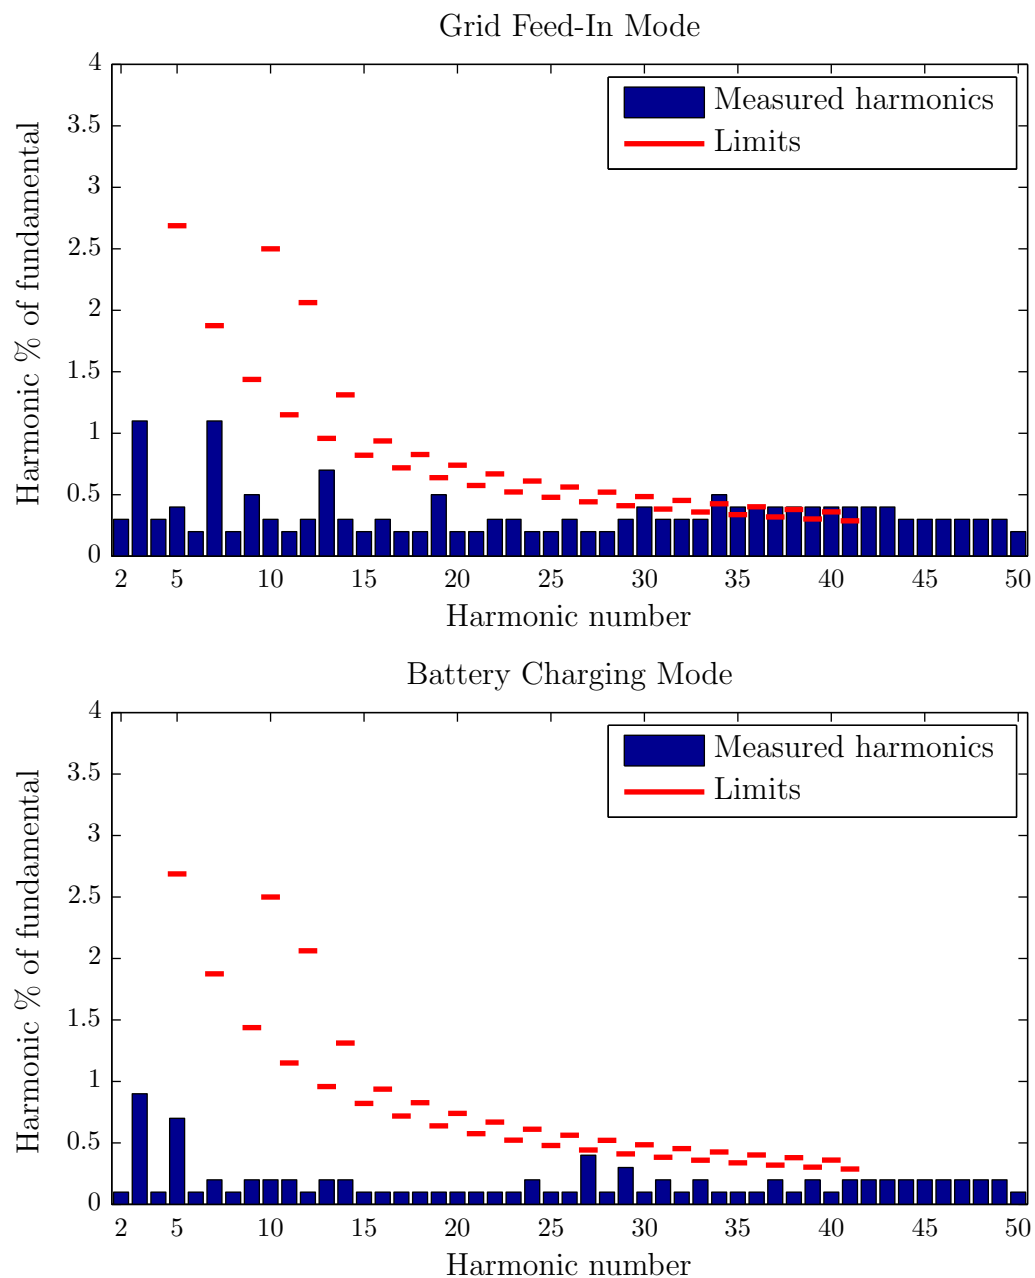 Grid Feed-In Mode
4
3.5
3
2.5
2
1.5
1
0.5
0
Harmonic % of fundamental
Measured harmonics
Limits
2 5 10 15 20 25 30 35 40 45 50
Harmonic number
Battery Charging Mode
4
3.5
3
2.5
2
1.5
1
0.5
0
Harmonic % of fundamental
Measured harmonics
Limits
2 5 10 15 20 25 30 35 40 45 50
Harmonic number